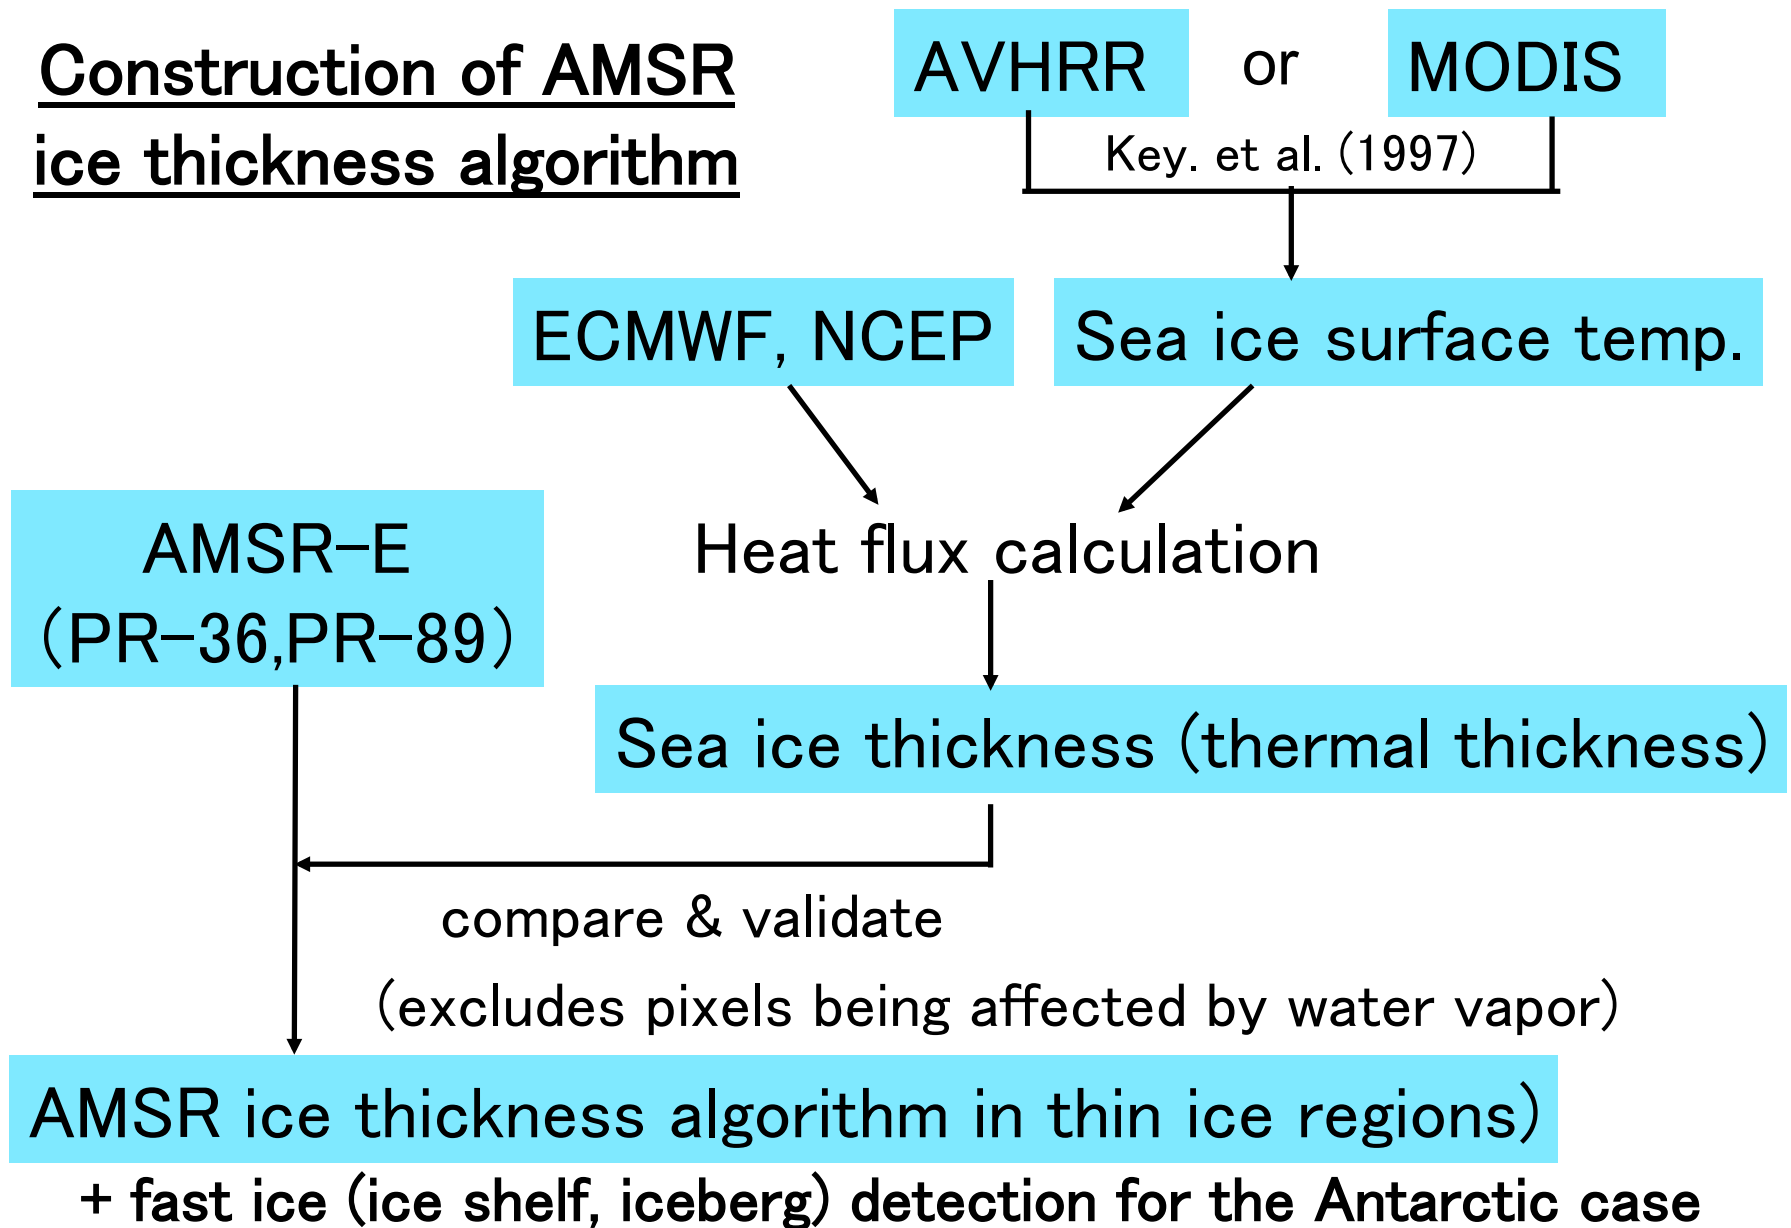 Construction of AMSR
ice thickness algorithm
AVHRR or MODIS
Key. et al. (1997)
ECMWF, NCEP
Sea ice surface temp.
AMSR-E
(PR-36,PR-89)
Heat flux calculation
Sea ice thickness (thermal thickness)
compare & validate
(excludes pixels being affected by water vapor)
AMSR ice thickness algorithm in thin ice regions)
+ fast ice (ice shelf, iceberg) detection for the Antarctic case